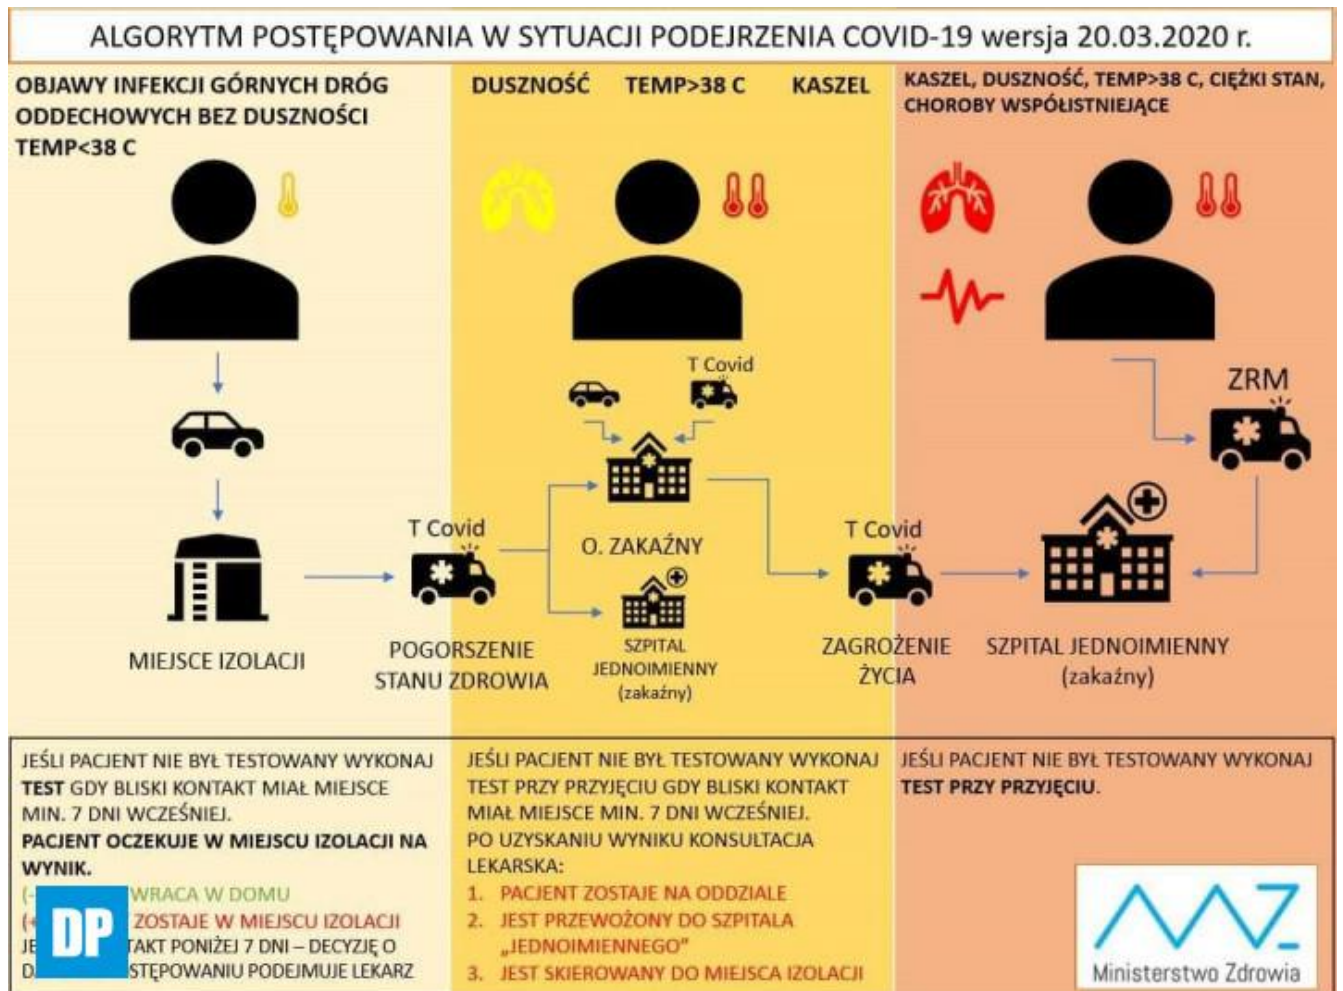 ALGORYTM POSTĘPOWANIA W SYTUACJI PODEJRZENIA COVID-19 wersja 20.03.2020 r.
OBJAWY INFEKCJI GÓRNYCH DRÓG
ODDECHOWYCH BEZ DUSZNOŚCI
TEMP<38 C
DUSZNOŚĆ TEMP>38 C KASZEL
KASZEL, DUSZNOŚĆ, TEMP>38 C, CIĘŻKI STAN,
CHOROBY WSPÓŁISTNIEJĄCE
T Covid
ZRM
T Covid
O. ZAKAŹNY
T Covid
MIEJSCE IZOLACJI
POGORSZENIE
STANU ZDROWIA
SZPITAL
JEDNOIMIENNY
(zakaźny)
ZAGROŻENIE
ŻYCIA
SZPITAL JEDNOIMIENNY
(zakaźny)
JEŚLI PACJENT NIE BYŁ TESTOWANY WYKONAJ
TEST GDY BLISKI KONTAKT MIAŁ MIEJSCE
MIN. 7 DNI WCZEŚNIEJ.
PACJENT OCZEKUJE W MIEJSCU IZOLACJI NA
WYNIK.
WRACA W DOMU
ZOSTAJE W MIEJSCU IZOLACJI
PONIŻEJ 7 DNI – DECYZJĘ O
PODEJMUJE LEKARZ
DP
JEŚLI PACJENT NIE BYŁ TESTOWANY WYKONAJ
TEST PRZY PRZYJĘCIU GDY BLISKI KONTAKT
MIAŁ MIEJSCE MIN. 7 DNI WCZEŚNIEJ.
PO UZYSKANIU WYNIKU KONSULTACJA
LEKARSKA:
1. PACJENT ZOSTAJE NA ODDZIALE
2. JEST PRZEWOŻONY DO SZPITALA
„JEDNOIMIENNEGO”
3. JEST SKIEROWANY DO MIEJSCA IZOLACJI
JEŚLI PACJENT NIE BYŁ TESTOWANY WYKONAJ
TEST PRZY PRZYJĘCIU.
Ministerstwo Zdrowia